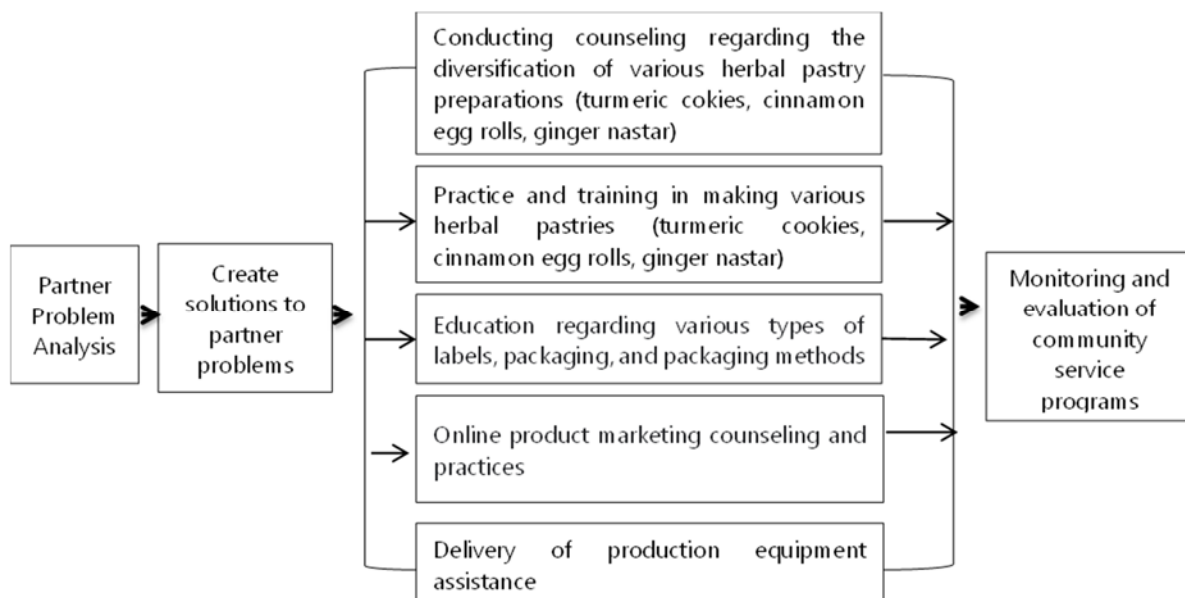 Partner
Problem
Analysis
Create
solutions to
partner
problems
Conducting counseling regarding the
diversification of various herbal pastry
preparations (turmeric cokies, cinnamon
egg rolls, ginger nastar)
Practice and training in making various
herbal pastries (turmeric cookies,
cinnamon egg rolls, ginger nastar)
Education regarding various types of
labels, packaging, and packaging methods
Online product marketing counseling and
practices
Delivery of production equipment
assistance
Monitoring and
evaluation of
community
service
programs